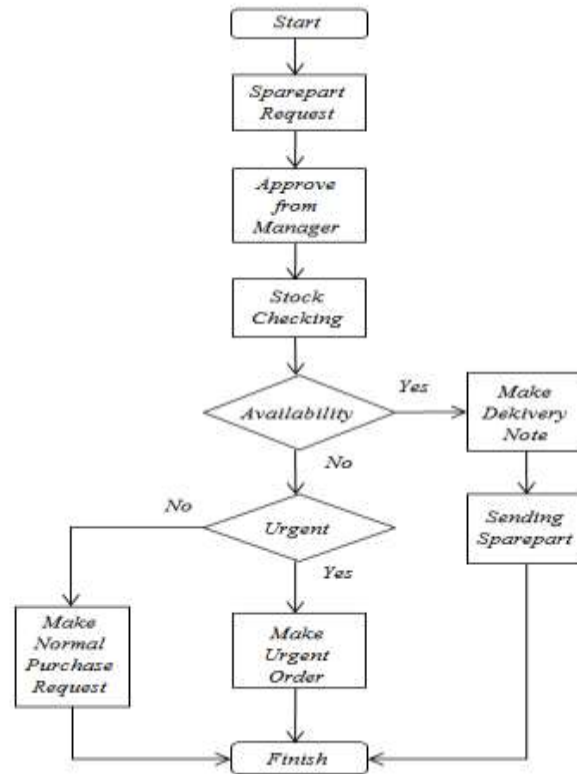 Start
Sparepart
Request
Approve
from
Manager
Stock
Checking
Availability
Yes
Make
Dekivery
Note
No
Sending
Sparepart
Urgent
No
Yes
Make
Normal
Purchase
Request
Make
Urgent
Order
Finish